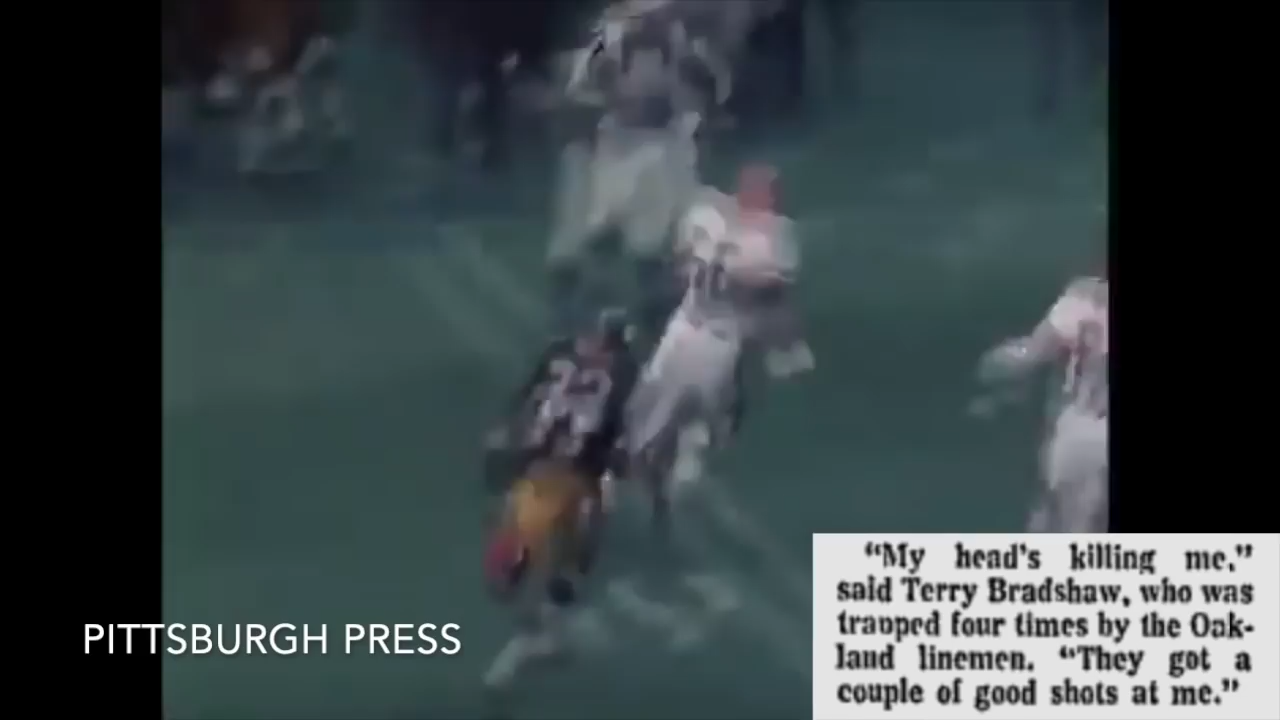 32
PITTSBURGH PRESS
“My head’s killing me,”
said Terry Bradshaw, who was
trapped four times by the Oak-
land linemen. “They got a
couple of good shots at me.”